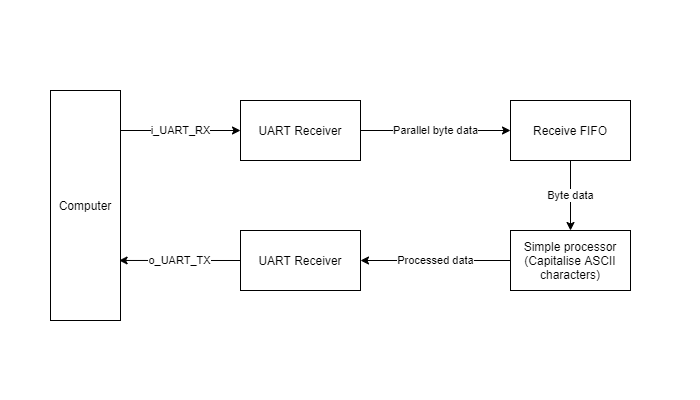 Computer
i_UART_RX
UART Receiver
Parallel byte data
Receive FIFO
Byte data
Simple processor
(Capitalise ASCII
characters)
Processed data
UART Receiver
o_UART_TX